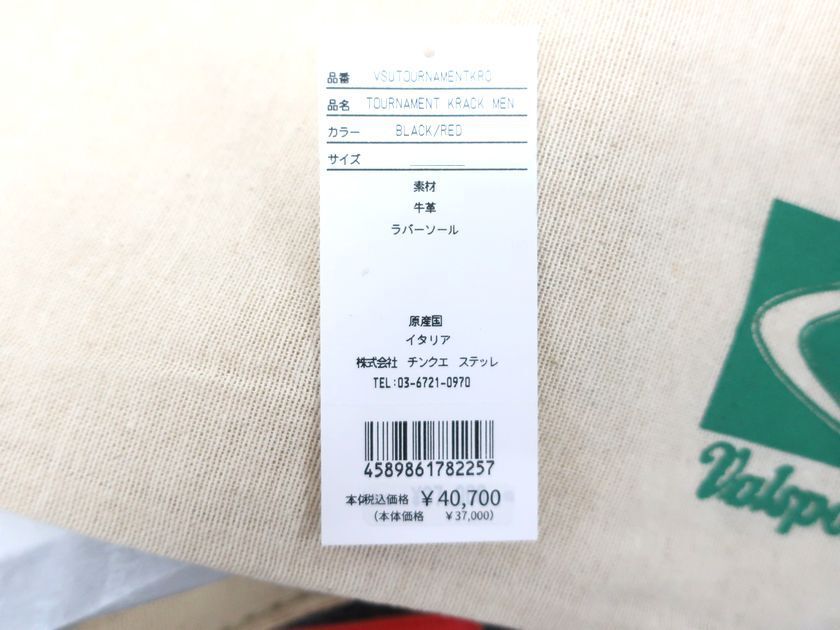 品番 VSUTOURNAMENTKRO
品名 TOURNAMENT KRACK MEN
カラー BLACK/RED
サイズ
素材
牛革
ラバーソール
原産国
イタリア
株式会社 チンクエ ステッレ
TEL:03-6721-0970
4589861782257
税込価格 ¥40,700
(本体価格 ¥37,000)